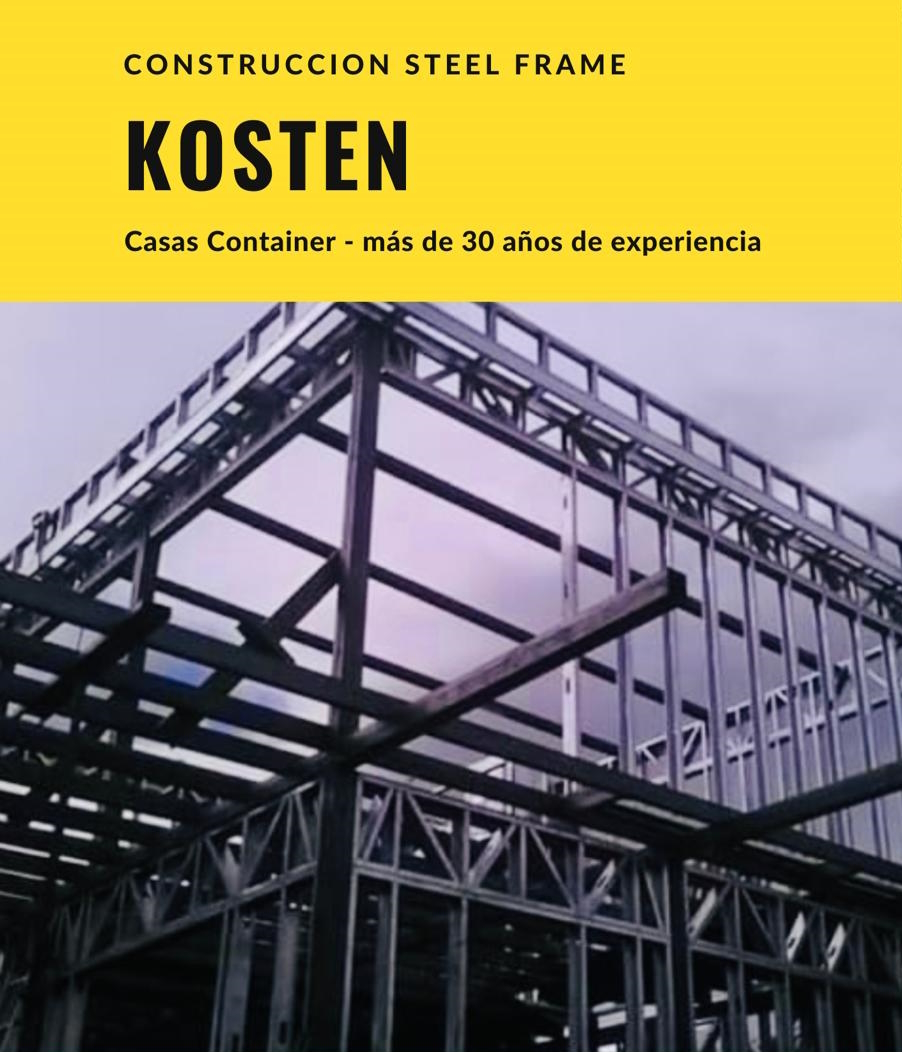 CONSTRUCCION STEEL FRAME
KOSTEN
Casas Container - más de 30 años de experiencia